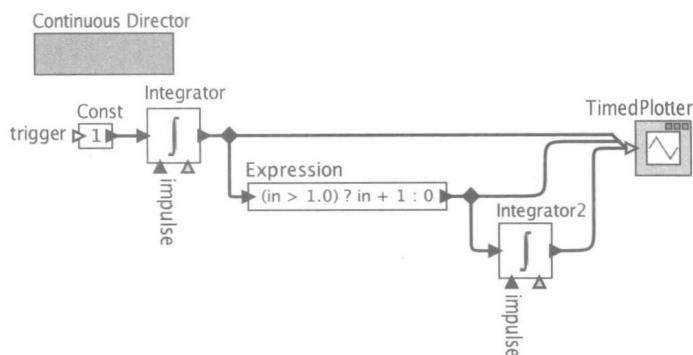 Continuous Director
Const
Integrator
TimedPlotter
trigger
1
∫
impulse
Expression
(in > 1.0) ? in + 1 : 0
Integrator2
∫
impulse